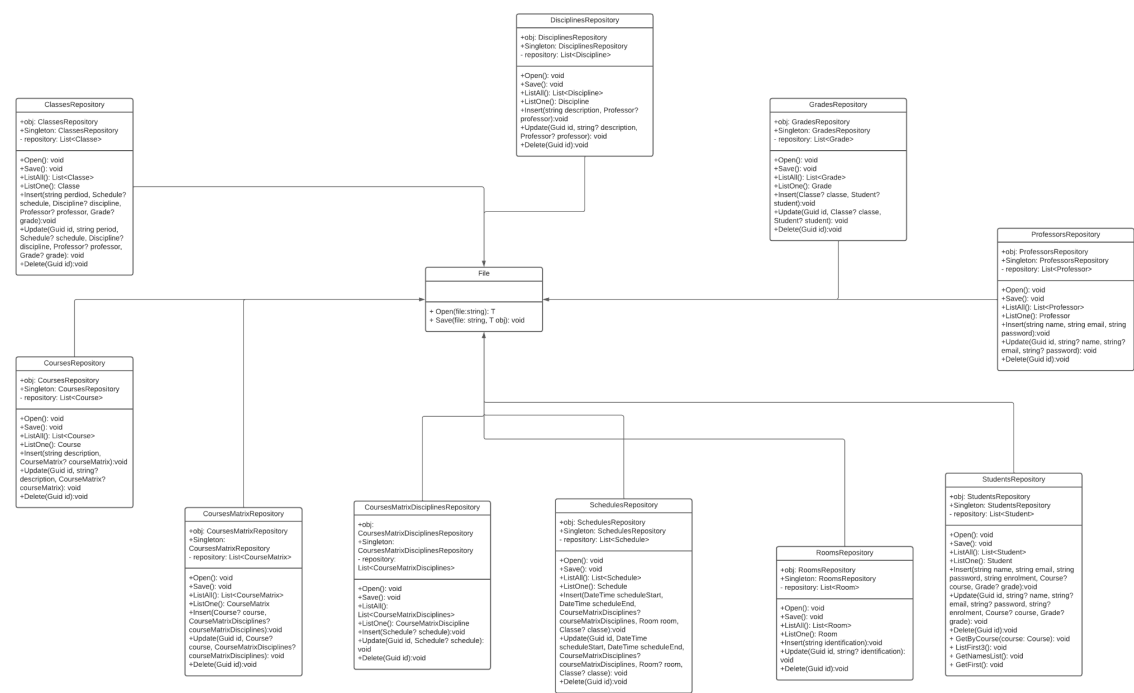 DisciplinesRepository
+obj: DisciplinesRepository
+Singleton: DisciplinesRepository
- repository: List<Discipline>
+Open(): void
+Save(): void
+ListAll(): List<Discipline>
+ListOne(): Discipline
+Insert(string description, Professor?
professor):void
+Update(Guid id, string? description,
Professor? professor): void
+Delete(Guid id):void
ClassesRepository
+obj: ClassesRepository
+Singleton: ClassesRepository
- repository: List<Classe>
+Open(): void
+Save(): void
+ListAll(): List<Classe>
+ListOne(): Classe
+Insert(string perdiod, Schedule?
schedule, Discipline? discipline,
Professor? professor, Grade?
grade):void
+Update(Guid id, string period,
Schedule? schedule, Discipline?
discipline, Professor? professor,
Grade? grade): void
+Delete(Guid id):void
GradesRepository
+obj: GradesRepository
+Singleton: GradesRepository
- repository: List<Grade>
+Open(): void
+Save(): void
+ListAll(): List<Grade>
+ListOne(): Grade
+Insert(Classe? classe, Student?
student):void
+Update(Guid id, Classe? classe,
Student? student): void
+Delete(Guid id):void
ProfessorsRepository
+obj: ProfessorsRepository
+Singleton: ProfessorsRepository
- repository: List<Professor>
+Open(): void
+Save(): void
+ListAll(): List<Professor>
+ListOne(): Professor
+Insert(string name, string email, string
password):void
+Update(Guid id, string? name, string?
email, string? password): void
+Delete(Guid id):void
File
+ Open(file:string): T
+ Save(file: string, T obj): void
CoursesRepository
+obj: CoursesRepository
+Singleton: CoursesRepository
- repository: List<Course>
+Open(): void
+Save(): void
+ListAll(): List<Course>
+ListOne(): Course
+Insert(string description,
CourseMatrix? courseMatrix):void
+Update(Guid id, string?
description, CourseMatrix?
courseMatrix): void
+Delete(Guid id):void
CoursesMatrixRepository
+obj: CoursesMatrixRepository
+Singleton:
CoursesMatrixRepository
- repository: List<CourseMatrix>
+Open(): void
+Save(): void
+ListAll(): List<CourseMatrix>
+ListOne(): CourseMatrix
+Insert(Course? course,
CourseMatrixDisciplines?
courseMatrixDisciplines):void
+Update(Guid id, Course?
course, CourseMatrixDisciplines?
courseMatrixDisciplines): void
+Delete(Guid id):void
CoursesMatrixDisciplinesRepository
+obj:
CoursesMatrixDisciplinesRepository
+Singleton:
CoursesMatrixDisciplinesRepository
- repository:
List<CourseMatrixDisciplines>
+Open(): void
+Save(): void
+ListAll():
List<CourseMatrixDisciplines>
+ListOne(): CourseMatrixDiscipline
+Insert(Schedule? schedule):void
+Update(Guid id, Schedule? schedule):
void
+Delete(Guid id):void
SchedulesRepository
+obj: SchedulesRepository
+Singleton: SchedulesRepository
- repository: List<Schedule>
+Open(): void
+Save(): void
+ListAll(): List<Schedule>
+ListOne(): Schedule
+Insert(DateTime scheduleStart,
DateTime scheduleEnd,
CourseMatrixDisciplines?
courseMatrixDisciplines, Room room,
Classe? classe):void
+Update(Guid id, DateTime
scheduleStart, DateTime scheduleEnd,
CourseMatrixDisciplines?
courseMatrixDisciplines, Room? room,
Classe? classe): void
+Delete(Guid id):void
RoomsRepository
+obj: RoomsRepository
+Singleton: RoomsRepository
- repository: List<Room>
+Open(): void
+Save(): void
+ListAll(): List<Room>
+ListOne(): Room
+Insert(string identification):void
+Update(Guid id, string? identification):
void
+Delete(Guid id):void
StudentsRepository
+obj: StudentsRepository
+Singleton: StudentsRepository
- repository: List<Student>
+Open(): void
+Save(): void
+ListAll(): List<Student>
+ListOne(): Student
+Insert(string name, string email, string
password, string enrolment, Course?
course, Grade? grade):void
+Update(Guid id, string? name, string?
email, string? password, string?
enrolment, Course? course, Grade?
grade): void
+Delete(Guid id):void
+ GetByCourse(course: Course): void
+ ListFirst3(): void
+ GetNamesList(): void
+ GetFirst(): void